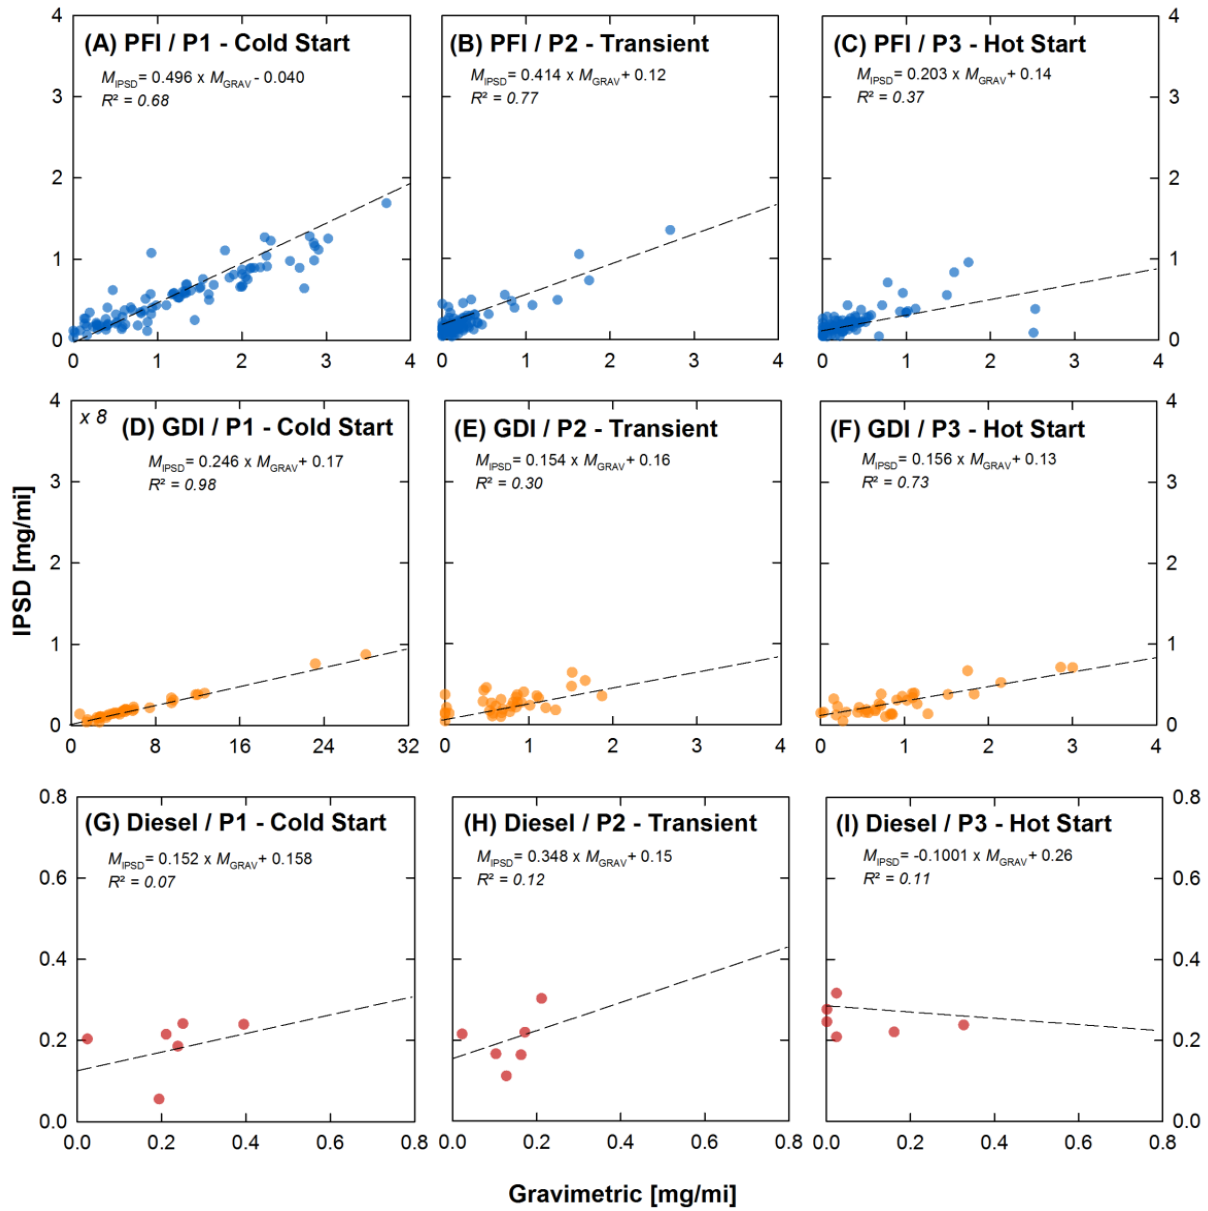 (A) PFI / P1 - Cold Start
M_IPSD = 0.496 x M_GRAV - 0.040
R² = 0.68
4
3
2
1
0
0 1 2 3 4
(B) PFI / P2 - Transient
M_IPSD = 0.414 x M_GRAV + 0.12
R² = 0.77
0 1 2 3 4
(C) PFI / P3 - Hot Start
M_IPSD = 0.203 x M_GRAV + 0.14
R² = 0.37
4
3
2
1
0
0 1 2 3 4
IPSD [mg/mi]
x 8
(D) GDI / P1 - Cold Start
M_IPSD = 0.246 x M_GRAV + 0.17
R² = 0.98
4
3
2
1
0
0 8 16 24 32
(E) GDI / P2 - Transient
M_IPSD = 0.154 x M_GRAV + 0.16
R² = 0.30
0 1 2 3 4
(F) GDI / P3 - Hot Start
M_IPSD = 0.156 x M_GRAV + 0.13
R² = 0.73
4
3
2
1
0
0 1 2 3 4
(G) Diesel / P1 - Cold Start
M_IPSD = 0.152 x M_GRAV + 0.158
R² = 0.07
0.8
0.6
0.4
0.2
0.0
0.0 0.2 0.4 0.6 0.8
(H) Diesel / P2 - Transient
M_IPSD = 0.348 x M_GRAV + 0.15
R² = 0.12
0.0 0.2 0.4 0.6 0.8
(I) Diesel / P3 - Hot Start
M_IPSD = -0.1001 x M_GRAV + 0.26
R² = 0.11
0.8
0.6
0.4
0.2
0.0
0.0 0.2 0.4 0.6 0.8
Gravimetric [mg/mi]